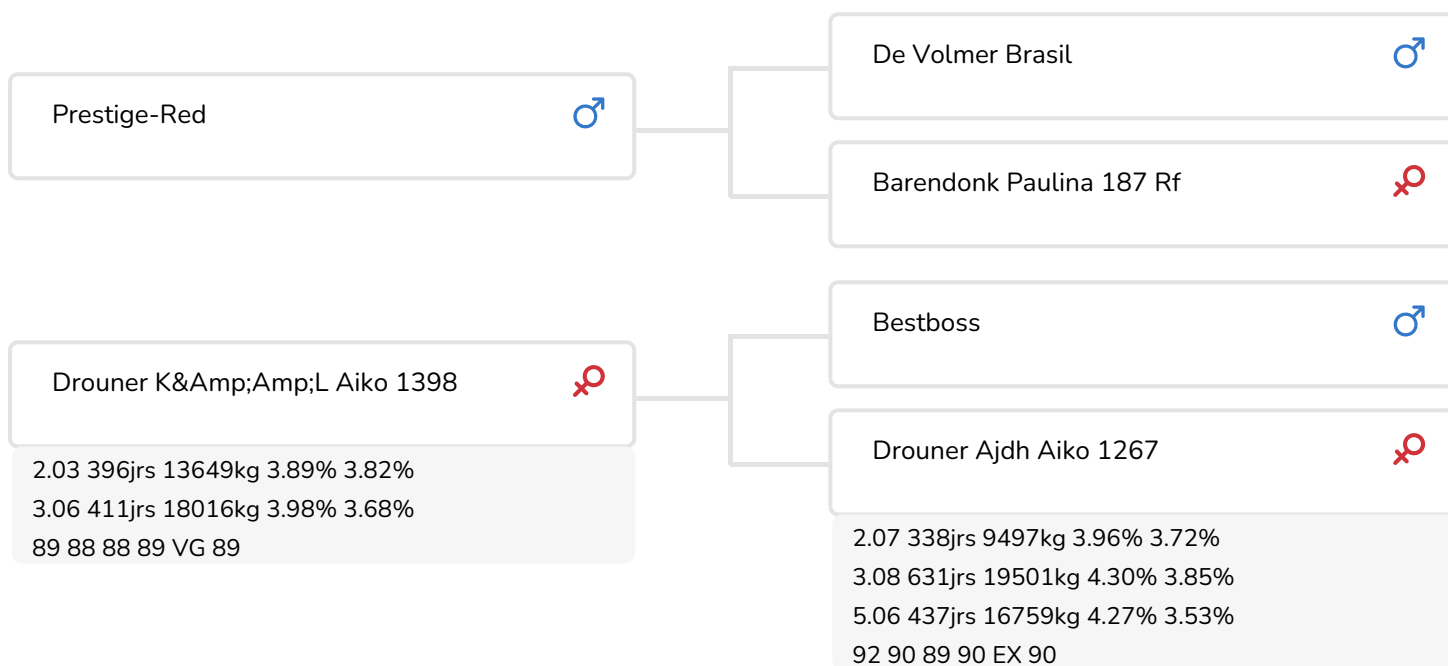 De Volmer Brasil
Prestige-Red
Barendonk Paulina 187 Rf
Bestboss
Drouner K&Amp;Amp;L Aiko 1398
2.03 396jrs 13649kg 3.89% 3.82%
3.06 411jrs 18016kg 3.98% 3.68%
89 88 88 89 VG 89
Drouner Ajdh Aiko 1267
2.07 338jrs 9497kg 3.96% 3.72%
3.08 631jrs 19501kg 4.30% 3.85%
5.06 437jrs 16759kg 4.27% 3.53%
92 90 89 90 EX 90